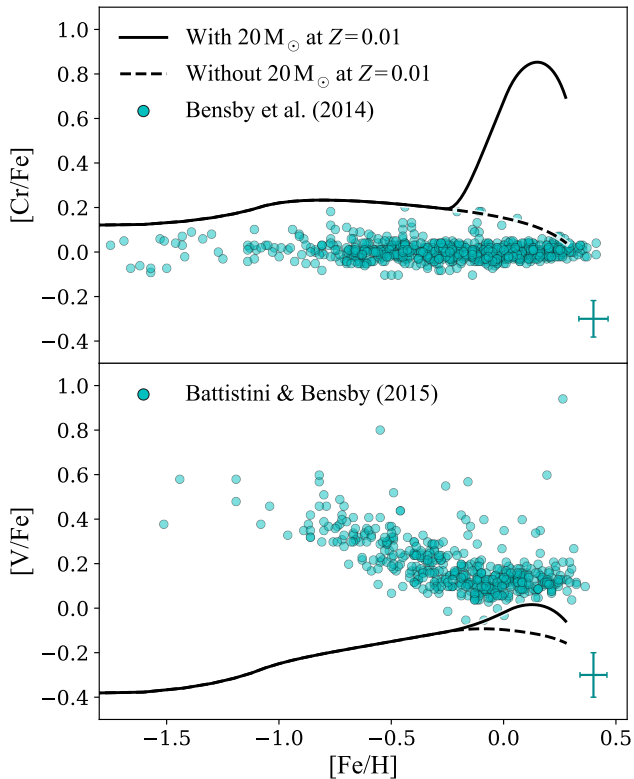 With 20 M⊙ at Z = 0.01
Without 20 M⊙ at Z = 0.01
Bensby et al. (2014)
[Cr/Fe]
1.0
0.8
0.6
0.4
0.2
0.0
−0.2
−0.4
Battistini & Bensby (2015)
[V/Fe]
1.0
0.8
0.6
0.4
0.2
0.0
−0.2
−0.4
−1.5 −1.0 −0.5 0.0
[Fe/H]